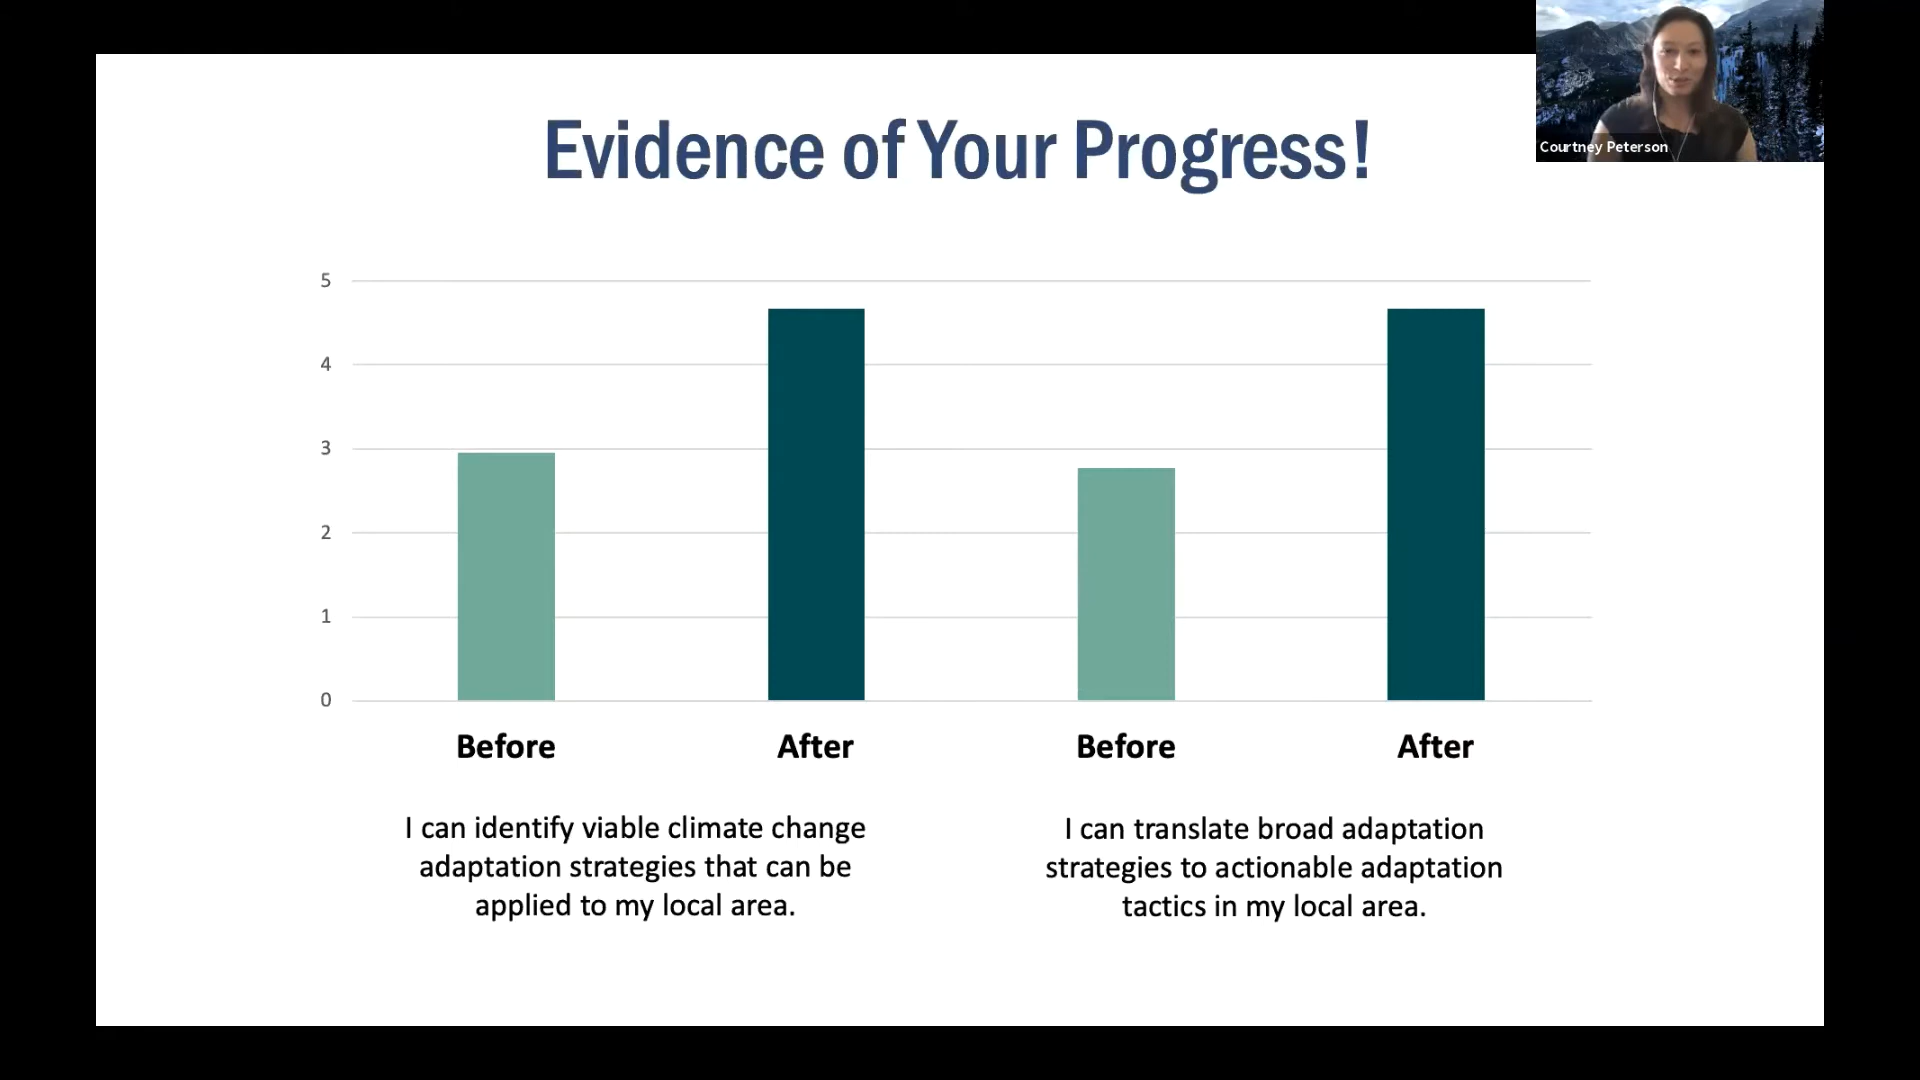 Courtney Peterson
Evidence of Your Progress!
5
4
3
2
1
0
Before After Before After
I can identify viable climate change
adaptation strategies that can be
applied to my local area.
I can translate broad adaptation
strategies to actionable adaptation
tactics in my local area.